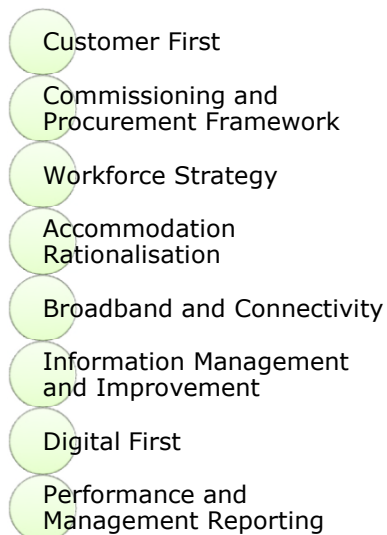 Customer First
Commissioning and
Procurement Framework
Workforce Strategy
Accommodation
Rationalisation
Broadband and Connectivity
Information Management
and Improvement
Digital First
Performance and
Management Reporting